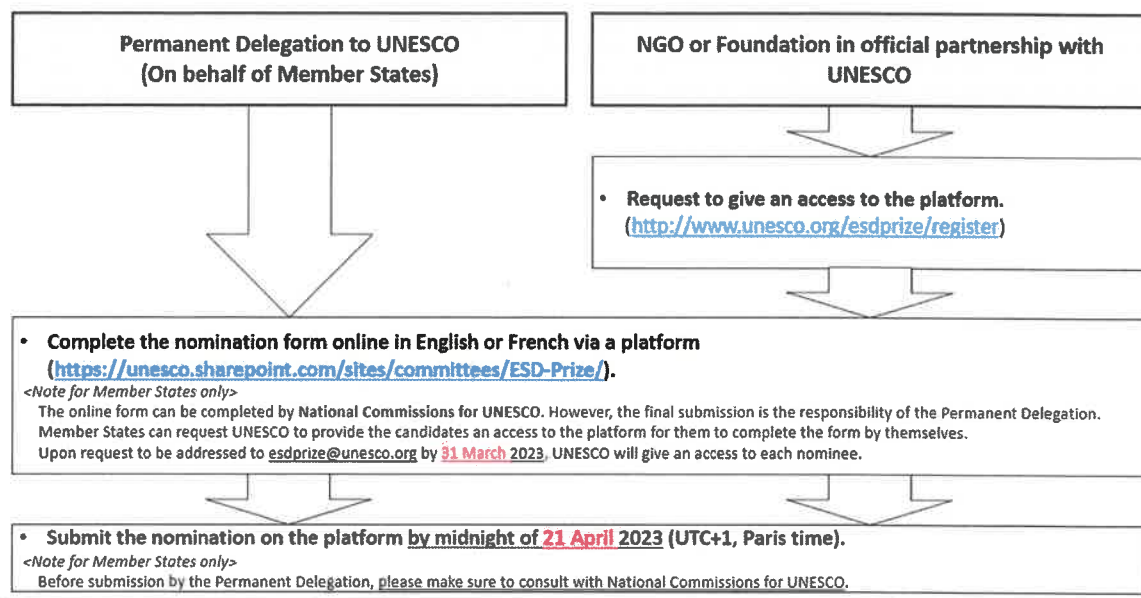 Permanent Delegation to UNESCO
(On behalf of Member States)
NGO or Foundation in official partnership with
UNESCO
• Request to give an access to the platform.
(http://www.unesco.org/esdprize/register)
• Complete the nomination form online in English or French via a platform
(https://unesco.sharepoint.com/sites/committees/ESD-Prize/).
<Note for Member States only>
The online form can be completed by National Commissions for UNESCO. However, the final submission is the responsibility of the Permanent Delegation.
Member States can request UNESCO to provide the candidates an access to the platform for them to complete the form by themselves.
Upon request to be addressed to esdprize@unesco.org by 31 March 2023, UNESCO will give an access to each nominee.
• Submit the nomination on the platform by midnight of 21 April 2023 (UTC+1, Paris time).
<Note for Member States only>
Before submission by the Permanent Delegation, please make sure to consult with National Commissions for UNESCO.